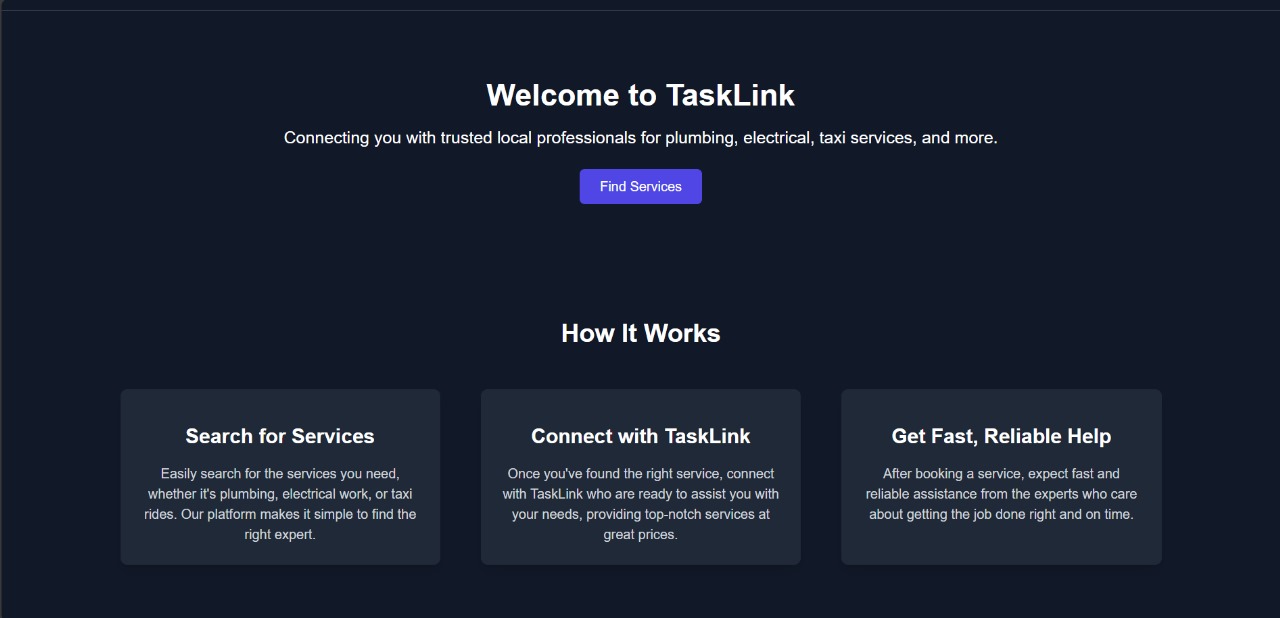 Welcome to TaskLink
Connecting you with trusted local professionals for plumbing, electrical, taxi services, and more.
Find Services
How It Works
Search for Services
Easily search for the services you need,
whether it's plumbing, electrical work, or taxi
rides. Our platform makes it simple to find the
right expert.
Connect with TaskLink
Once you've found the right service, connect
with TaskLink who are ready to assist you with
your needs, providing top-notch services at
great prices.
Get Fast, Reliable Help
After booking a service, expect fast and
reliable assistance from the experts who care
about getting the job done right and on time.